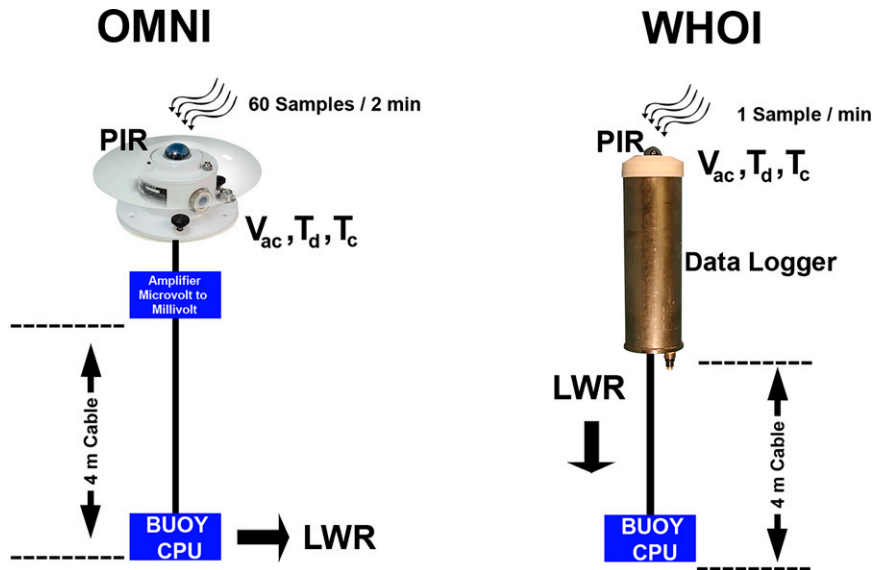 OMNI
60 Samples / 2 min
PIR
Vac,Td,Tc
Amplifier
Microvolt to
Millivolt
4 m Cable
BUOY
CPU
LWR
WHOI
1 Sample / min
PIR
Vac,Td,Tc
Data Logger
LWR
4 m Cable
BUOY
CPU